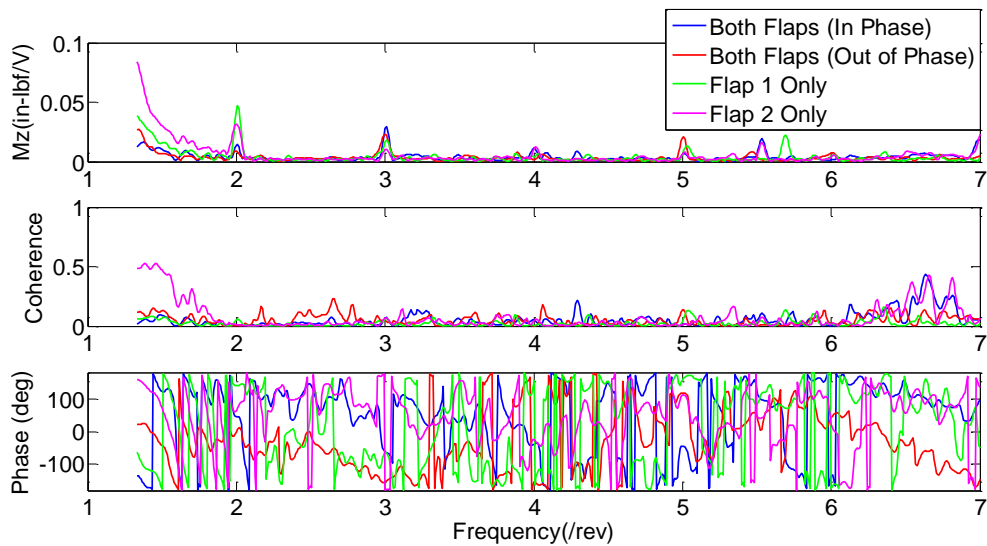 Both Flaps (In Phase)
Both Flaps (Out of Phase)
Flap 1 Only
Flap 2 Only
Mz(in-lbf/V)
0.1
0.05
0
1 2 3 4 5 6 7
Coherence
1
0.5
0
1 2 3 4 5 6 7
Phase (deg)
100
0
-100
1 2 3 4 5 6 7
Frequency(/rev)